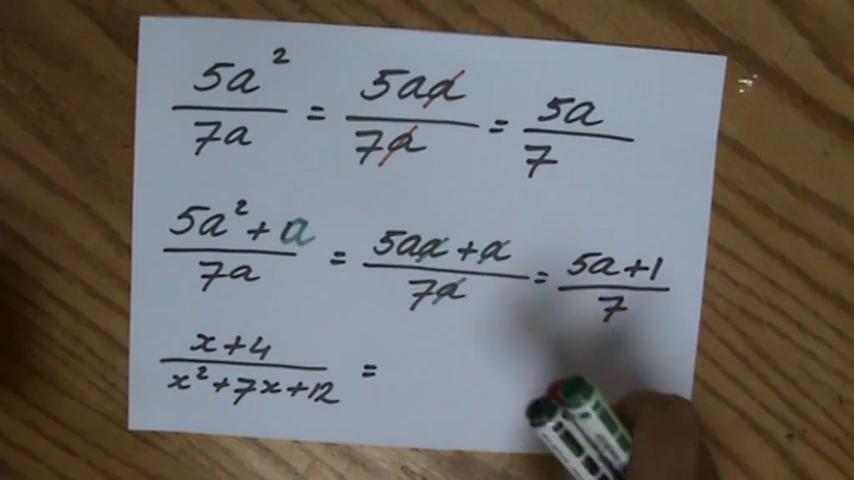 5a² / 7a = 5aa / 7a = 5a / 7
5a² + a / 7a = 5aa + a / 7a = 5a + 1 / 7
x + 4 / x² + 7x + 12 =